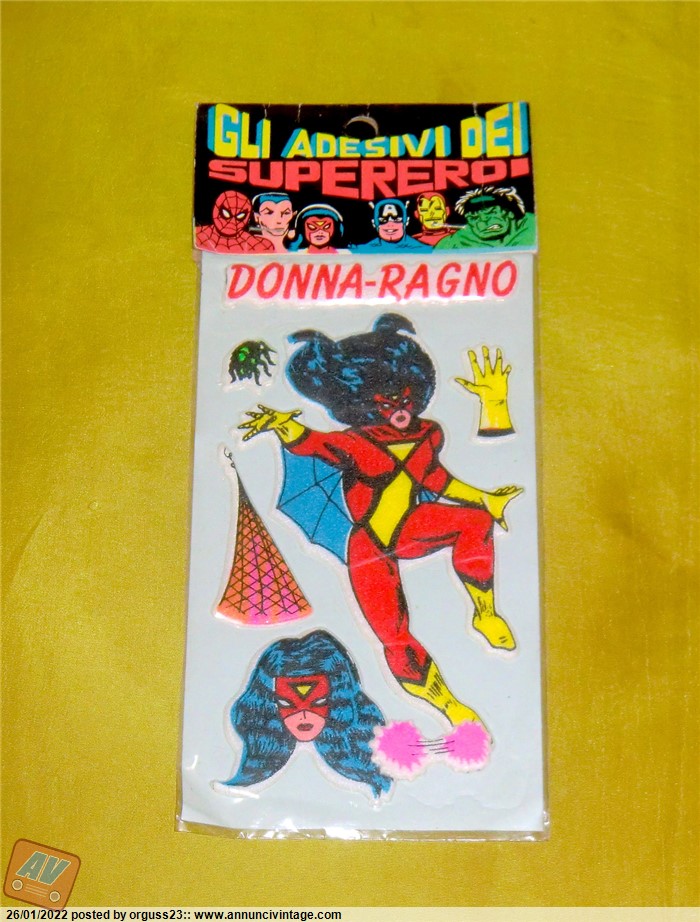 GLI ADESIVI DEI
SUPEREROI
A
DONNA-RAGNO
AV
26/01/2022 posted by orguss23:: www.annuncivintage.com